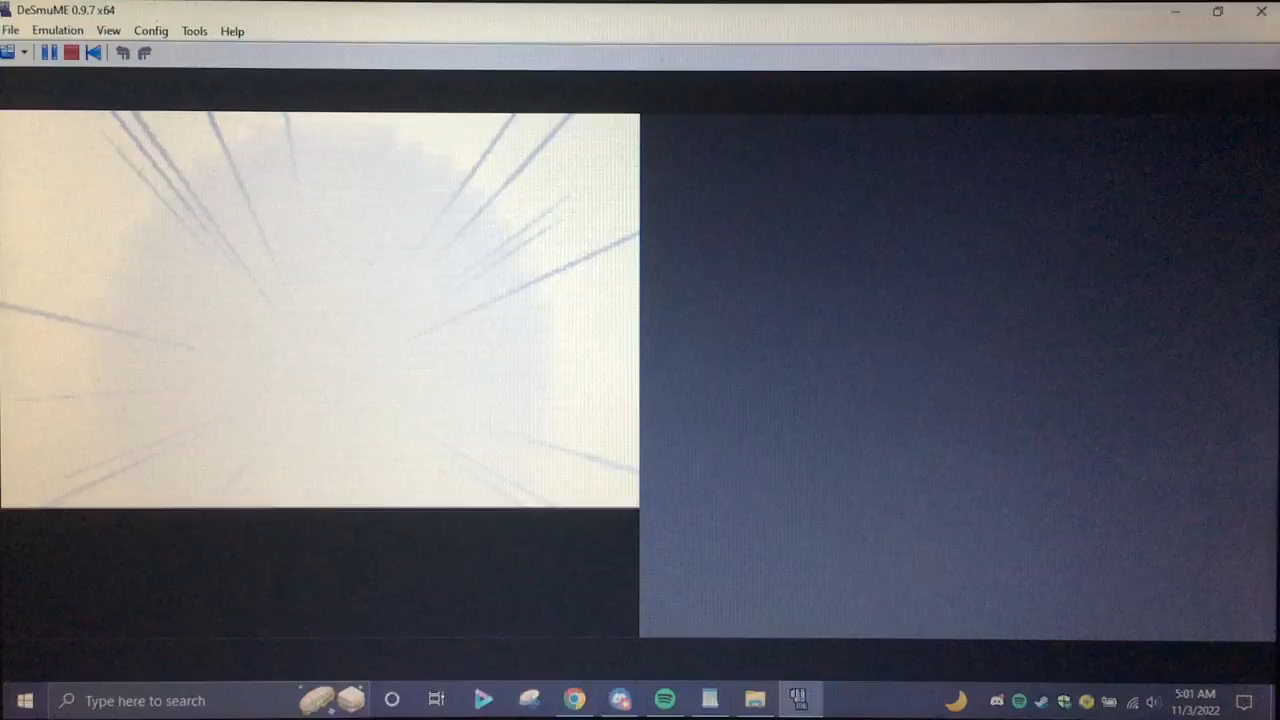 DeSmuME 0.9.7 x64
File Emulation View Config Tools Help
Type here to search
5:01 AM
11/3/2022